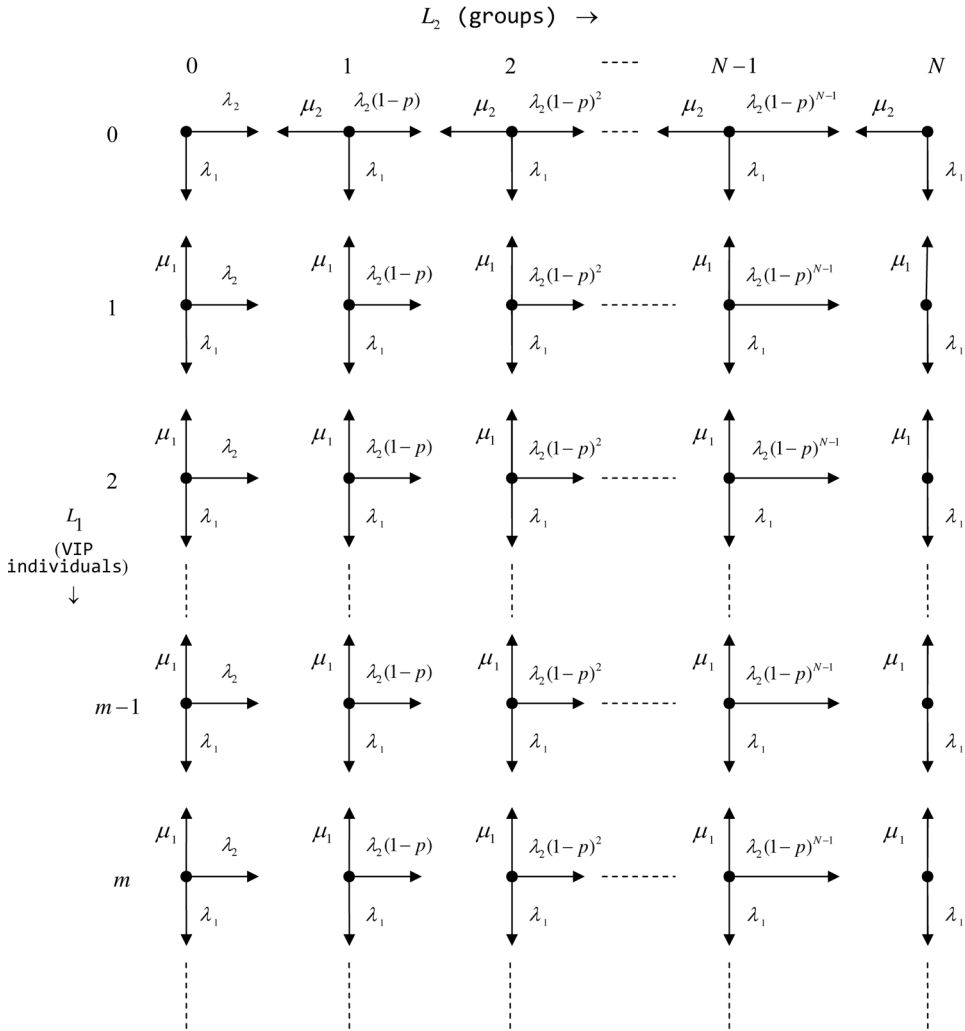 L₂ (groups) →
0 1 2 N−1 N
λ₂ μ₂ λ₂(1−p) μ₂ λ₂(1−p)² μ₂ λ₂(1−p)ᴺ⁻¹ μ₂
0
λ₁ λ₁ λ₁ λ₁ λ₁
μ₁ λ₂ μ₁ λ₂(1−p) μ₁ λ₂(1−p)² μ₁ λ₂(1−p)ᴺ⁻¹ μ₁
1
λ₁ λ₁ λ₁ λ₁ λ₁
μ₁ λ₂ μ₁ λ₂(1−p) μ₁ λ₂(1−p)² μ₁ λ₂(1−p)ᴺ⁻¹ μ₁
2
λ₁ λ₁ λ₁ λ₁ λ₁
L₁
(VIP
individuals)
↓
μ₁ λ₂ μ₁ λ₂(1−p) μ₁ λ₂(1−p)² μ₁ λ₂(1−p)ᴺ⁻¹ μ₁
m−1
λ₁ λ₁ λ₁ λ₁ λ₁
μ₁ λ₂ μ₁ λ₂(1−p) μ₁ λ₂(1−p)² μ₁ λ₂(1−p)ᴺ⁻¹ μ₁
m
λ₁ λ₁ λ₁ λ₁ λ₁